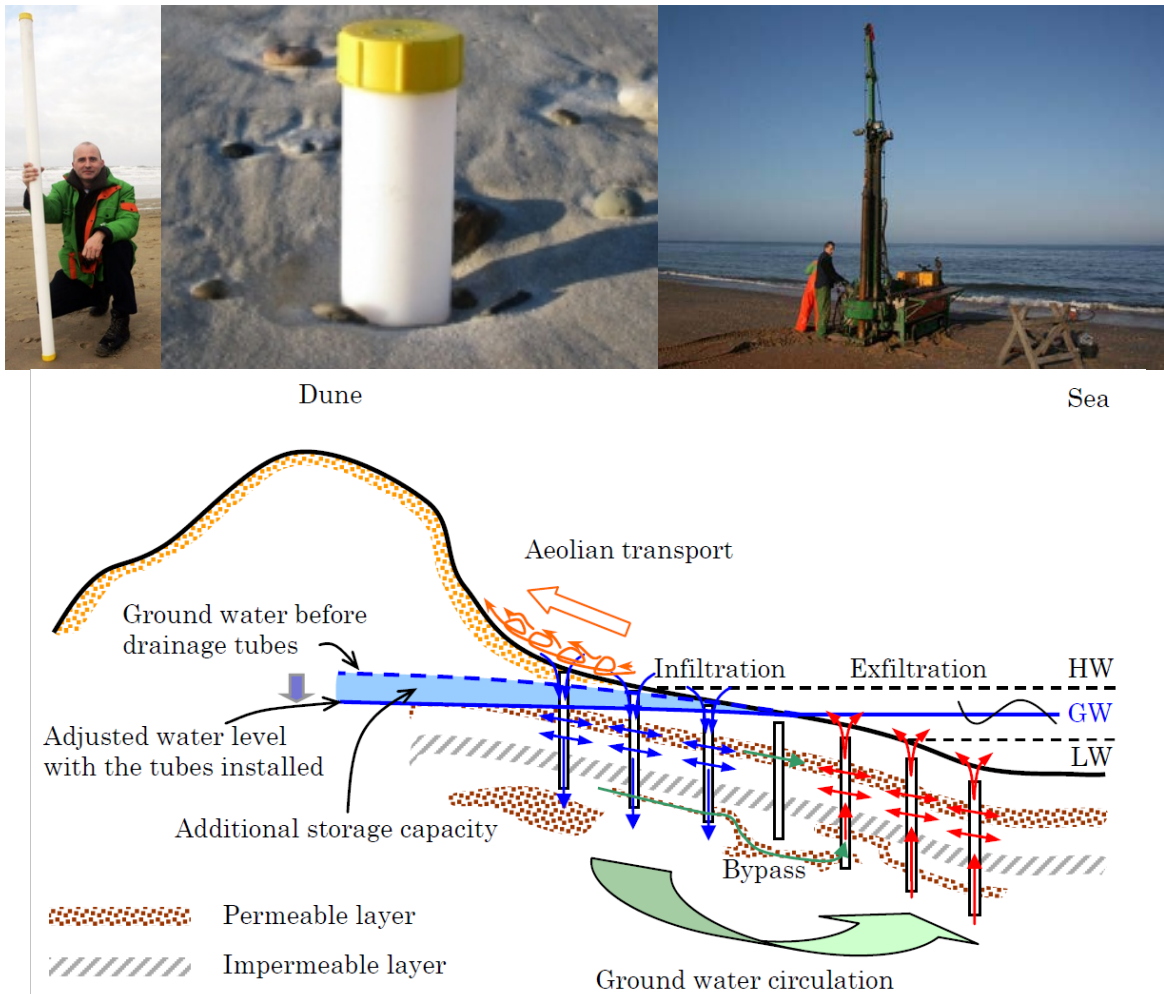 Dune
Sea
Aeolian transport
Ground water before
drainage tubes
Infiltration
Exfiltration
HW
GW
Adjusted water level
with the tubes installed
LW
Additional storage capacity
Bypass
Permeable layer
Impermeable layer
Ground water circulation